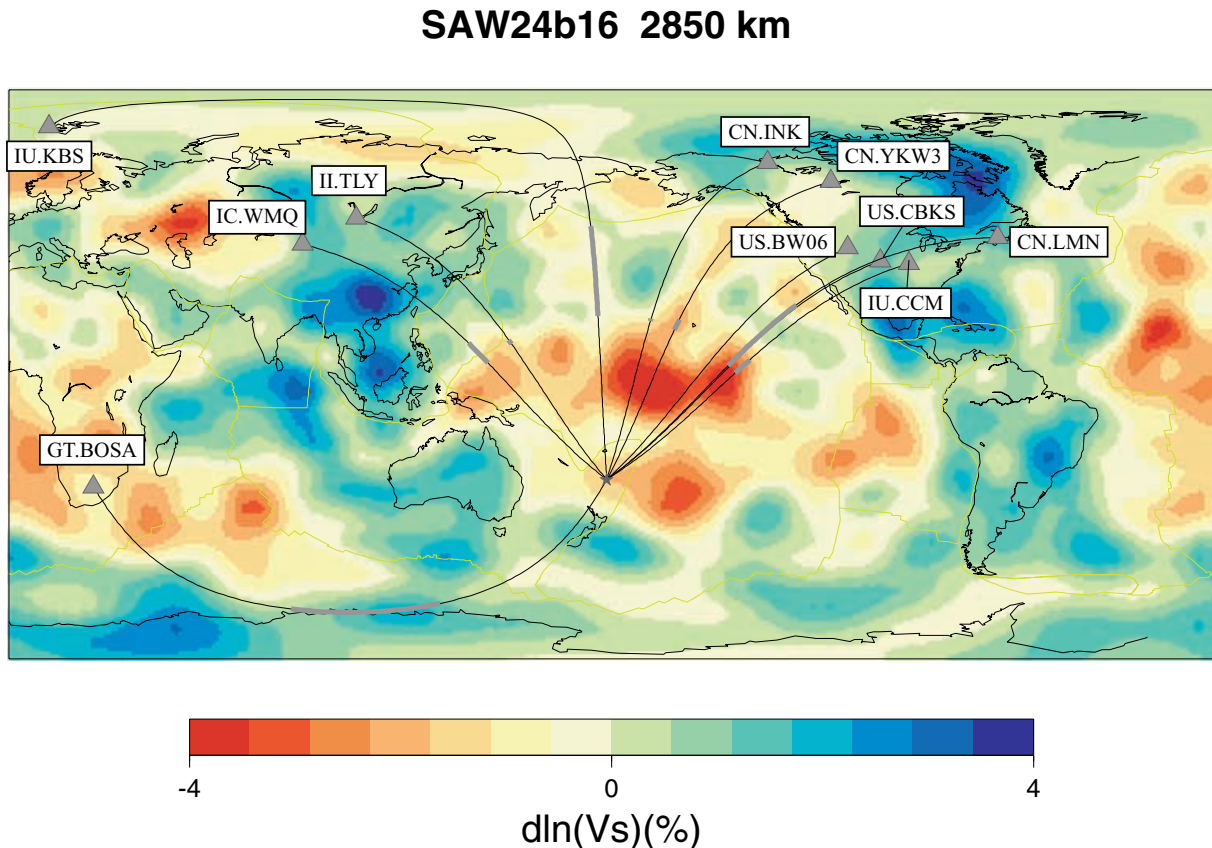 SAW24b16 2850 km
CN.INK
IU.KBS
CN.YKW3
II.TLY
IC.WMQ
US.CBKS
US.BW06
CN.LMN
IU.CCM
GT.BOSA
-4
0
4
dln(Vs)(%)